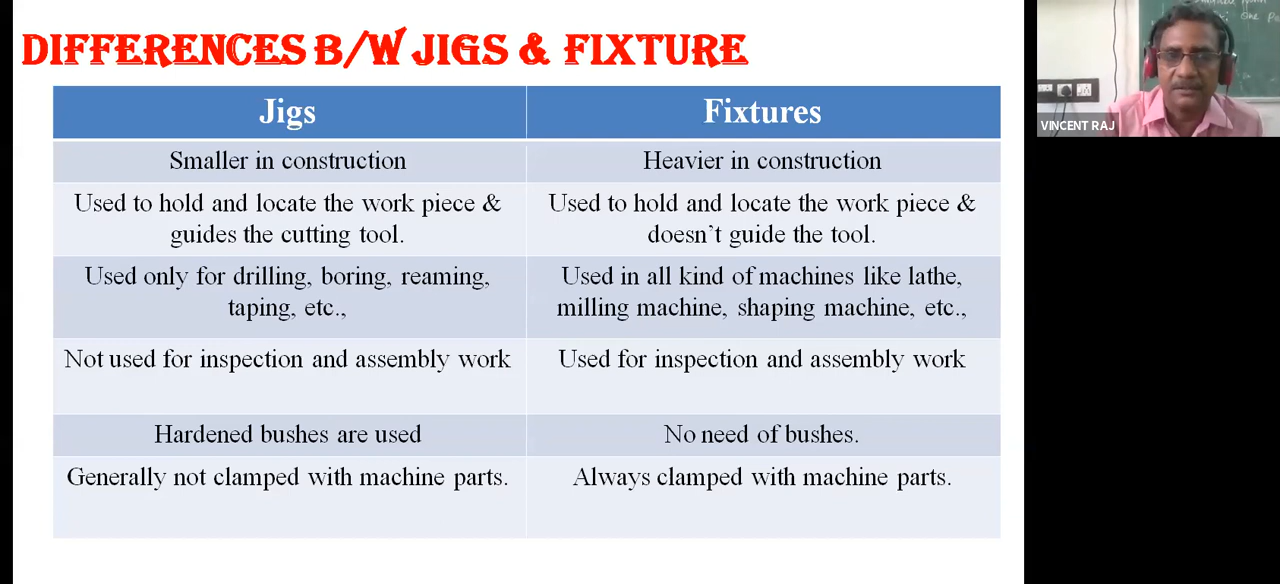 DIFFERENCES B/W JIGS & FIXTURE
Jigs
Fixtures
Smaller in construction
Heavier in construction
Used to hold and locate the work piece &
guides the cutting tool.
Used to hold and locate the work piece &
doesn't guide the tool.
Used only for drilling, boring, reaming,
taping, etc.,
Used in all kind of machines like lathe,
milling machine, shaping machine, etc.,
Not used for inspection and assembly work
Used for inspection and assembly work
Hardened bushes are used
No need of bushes.
Generally not clamped with machine parts.
Always clamped with machine parts.
VINCENT RAJ